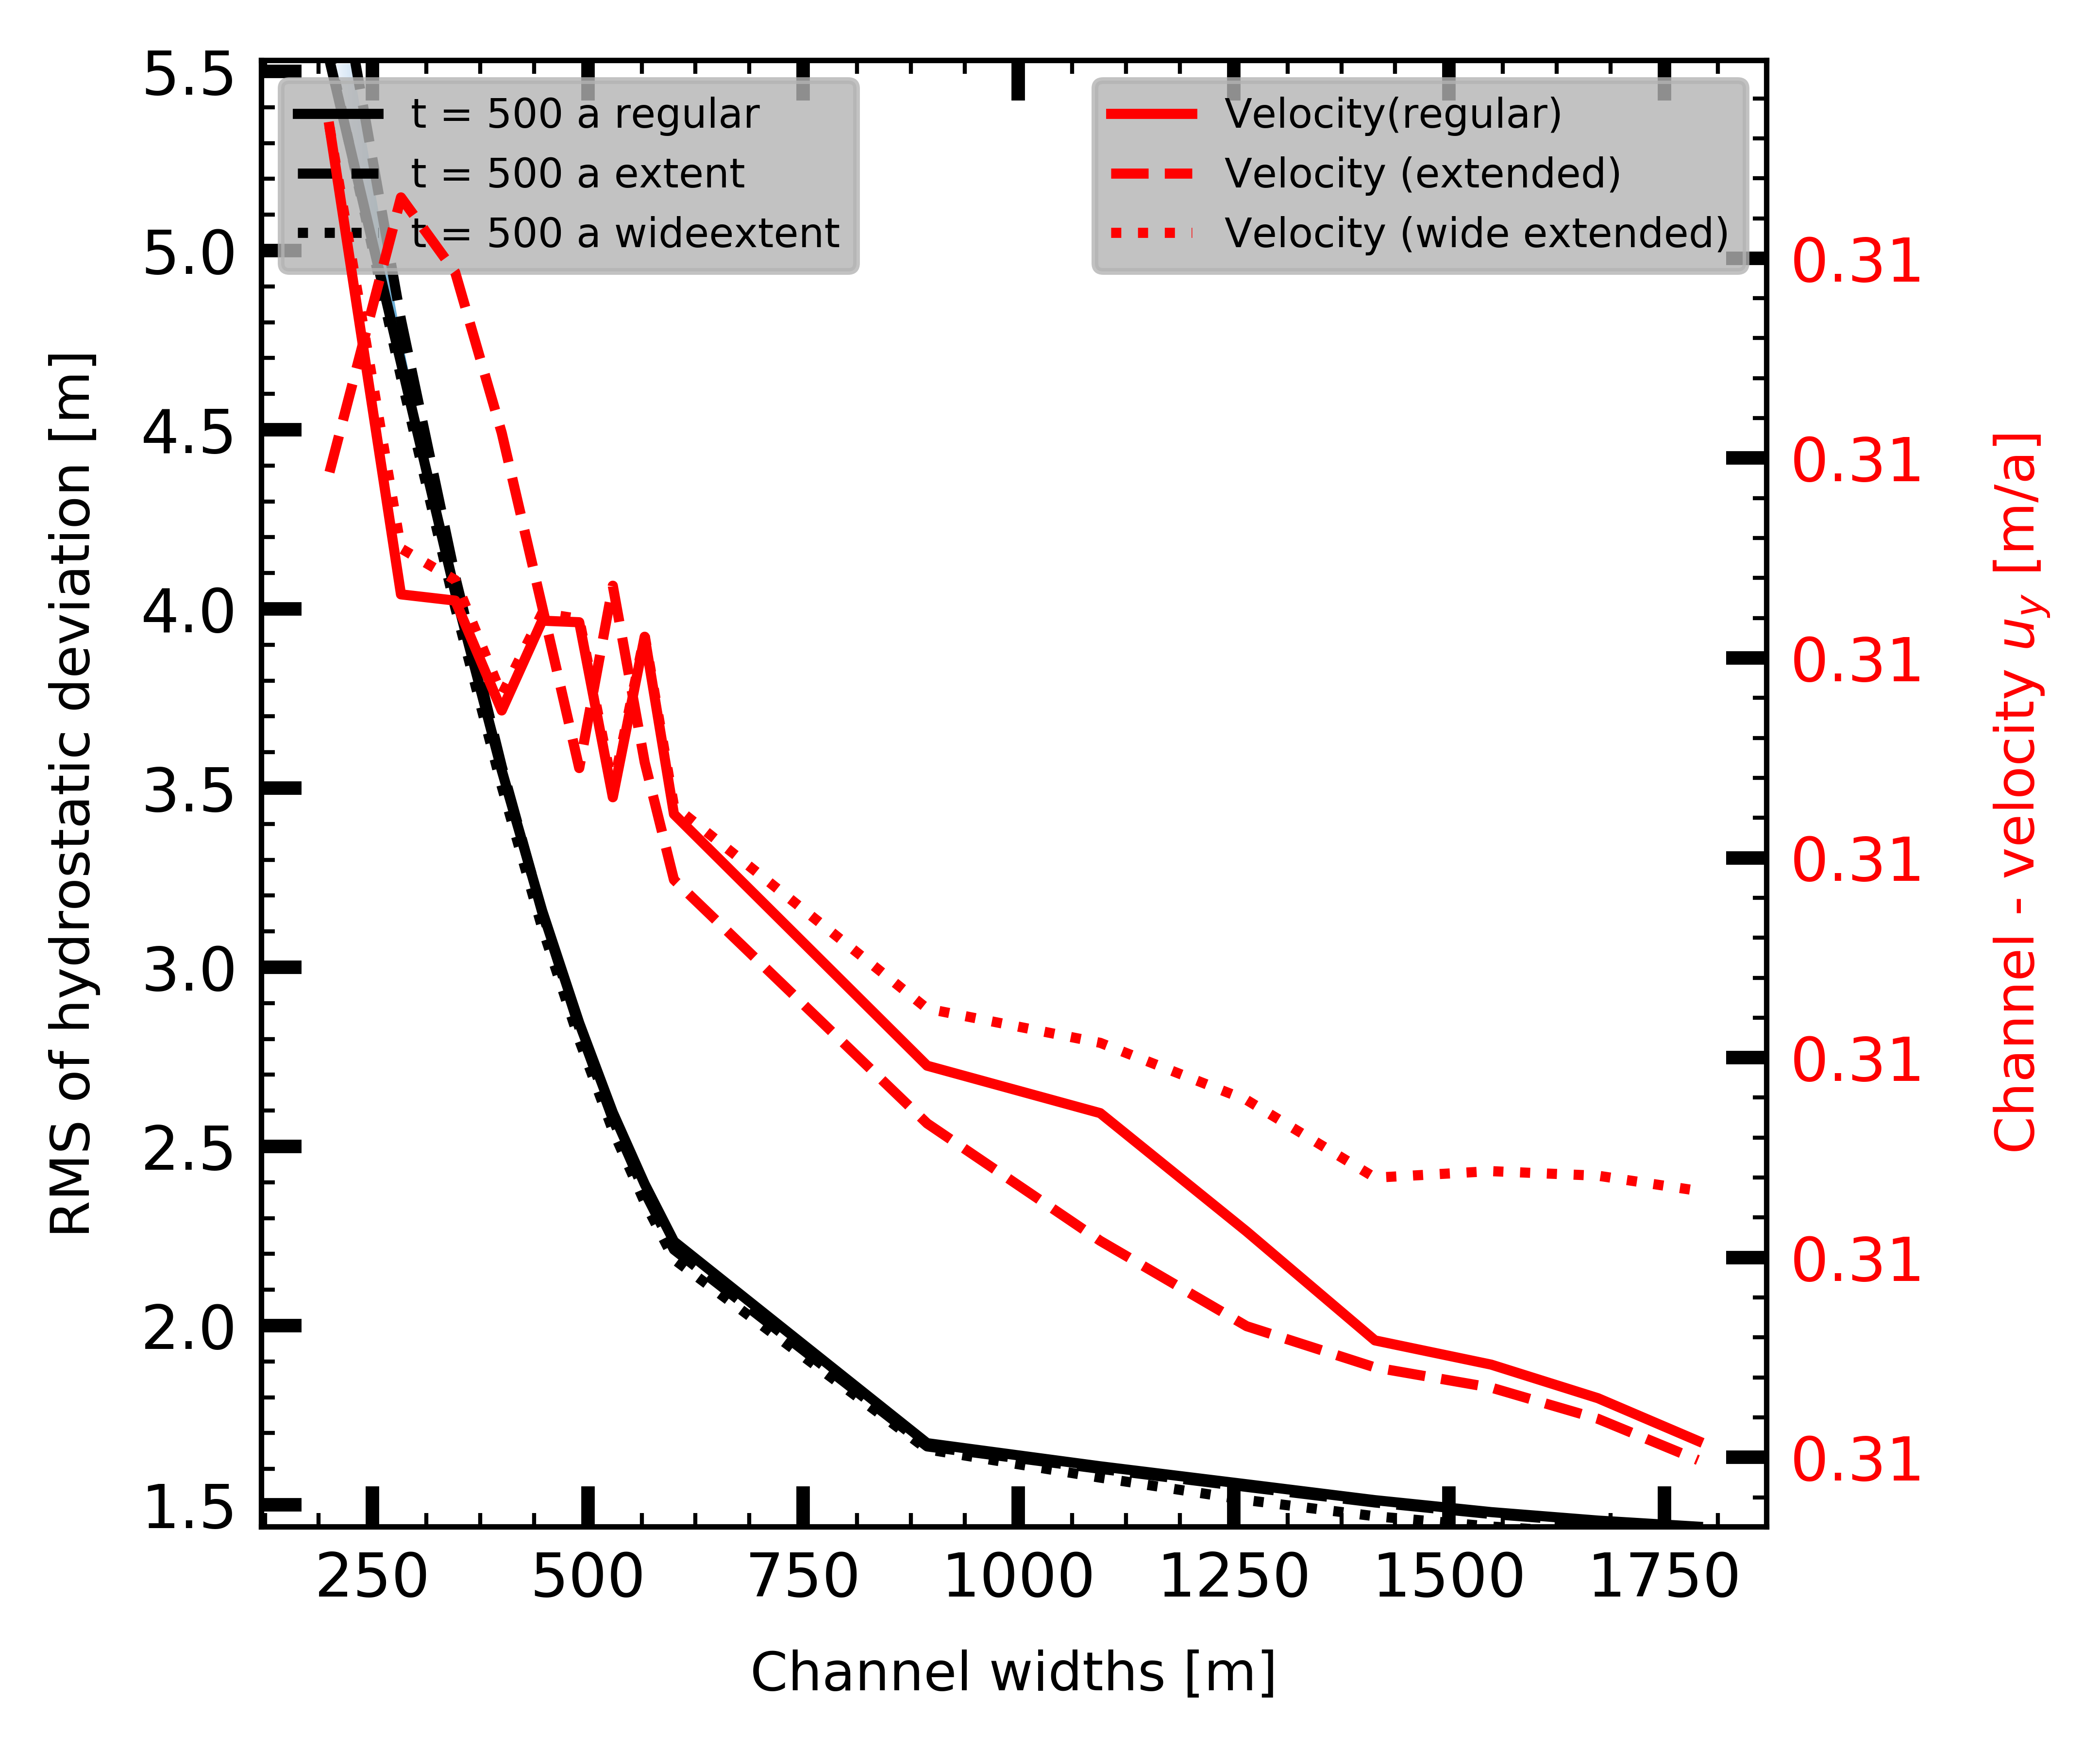 5.5
5.0
4.5
4.0
3.5
3.0
2.5
2.0
1.5
RMS of hydrostatic deviation [m]
t = 500 a regular
t = 500 a extent
t = 500 a wideextent
Velocity(regular)
Velocity (extended)
Velocity (wide extended)
0.31
0.31
0.31
0.31
0.31
0.31
0.31
Channel - velocity u_y [m/a]
250 500 750 1000 1250 1500 1750
Channel widths [m]